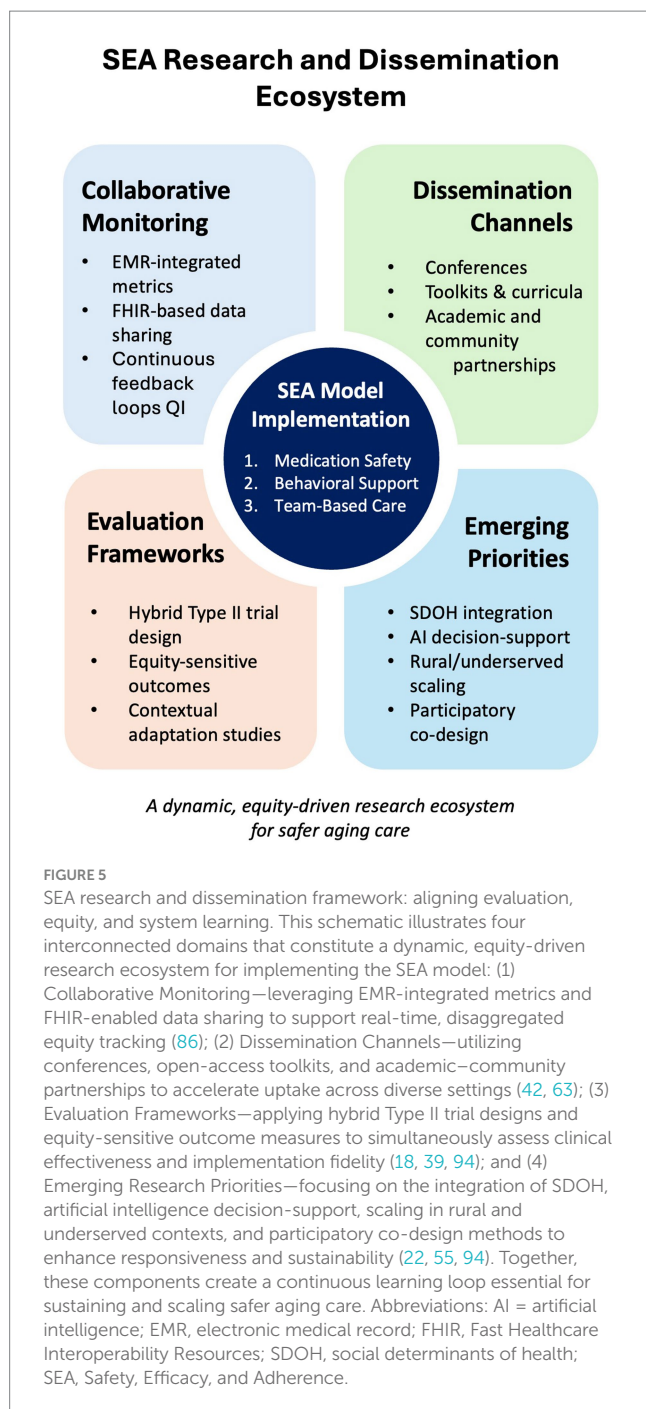 SEA Research and Dissemination
Ecosystem
Collaborative
Monitoring
• EMR-integrated
metrics
• FHIR-based data
sharing
• Continuous
feedback
loops QI
Dissemination
Channels
• Conferences
• Toolkits & curricula
• Academic and
community
partnerships
SEA Model
Implementation
1. Medication Safety
2. Behavioral Support
3. Team-Based Care
Evaluation
Frameworks
• Hybrid Type II trial
design
• Equity-sensitive
outcomes
• Contextual
adaptation studies
Emerging
Priorities
• SDOH integration
• AI decision-support
• Rural/underserved
scaling
• Participatory
co-design
A dynamic, equity-driven research ecosystem
for safer aging care
FIGURE 5
SEA research and dissemination framework: aligning evaluation,
equity, and system learning. This schematic illustrates four
interconnected domains that constitute a dynamic, equity-driven
research ecosystem for implementing the SEA model: (1)
Collaborative Monitoring—leveraging EMR-integrated metrics and
FHIR-enabled data sharing to support real-time, disaggregated
equity tracking (86); (2) Dissemination Channels—utilizing
conferences, open-access toolkits, and academic–community
partnerships to accelerate uptake across diverse settings (42, 63); (3)
Evaluation Frameworks—applying hybrid Type II trial designs and
equity-sensitive outcome measures to simultaneously assess clinical
effectiveness and implementation fidelity (18, 39, 94); and (4)
Emerging Research Priorities—focusing on the integration of SDOH,
artificial intelligence decision-support, scaling in rural and
underserved contexts, and participatory co-design methods to
enhance responsiveness and sustainability (22, 55, 94). Together,
these components create a continuous learning loop essential for
sustaining and scaling safer aging care. Abbreviations: AI = artificial
intelligence; EMR, electronic medical record; FHIR, Fast Healthcare
Interoperability Resources; SDOH, social determinants of health;
SEA, Safety, Efficacy, and Adherence.